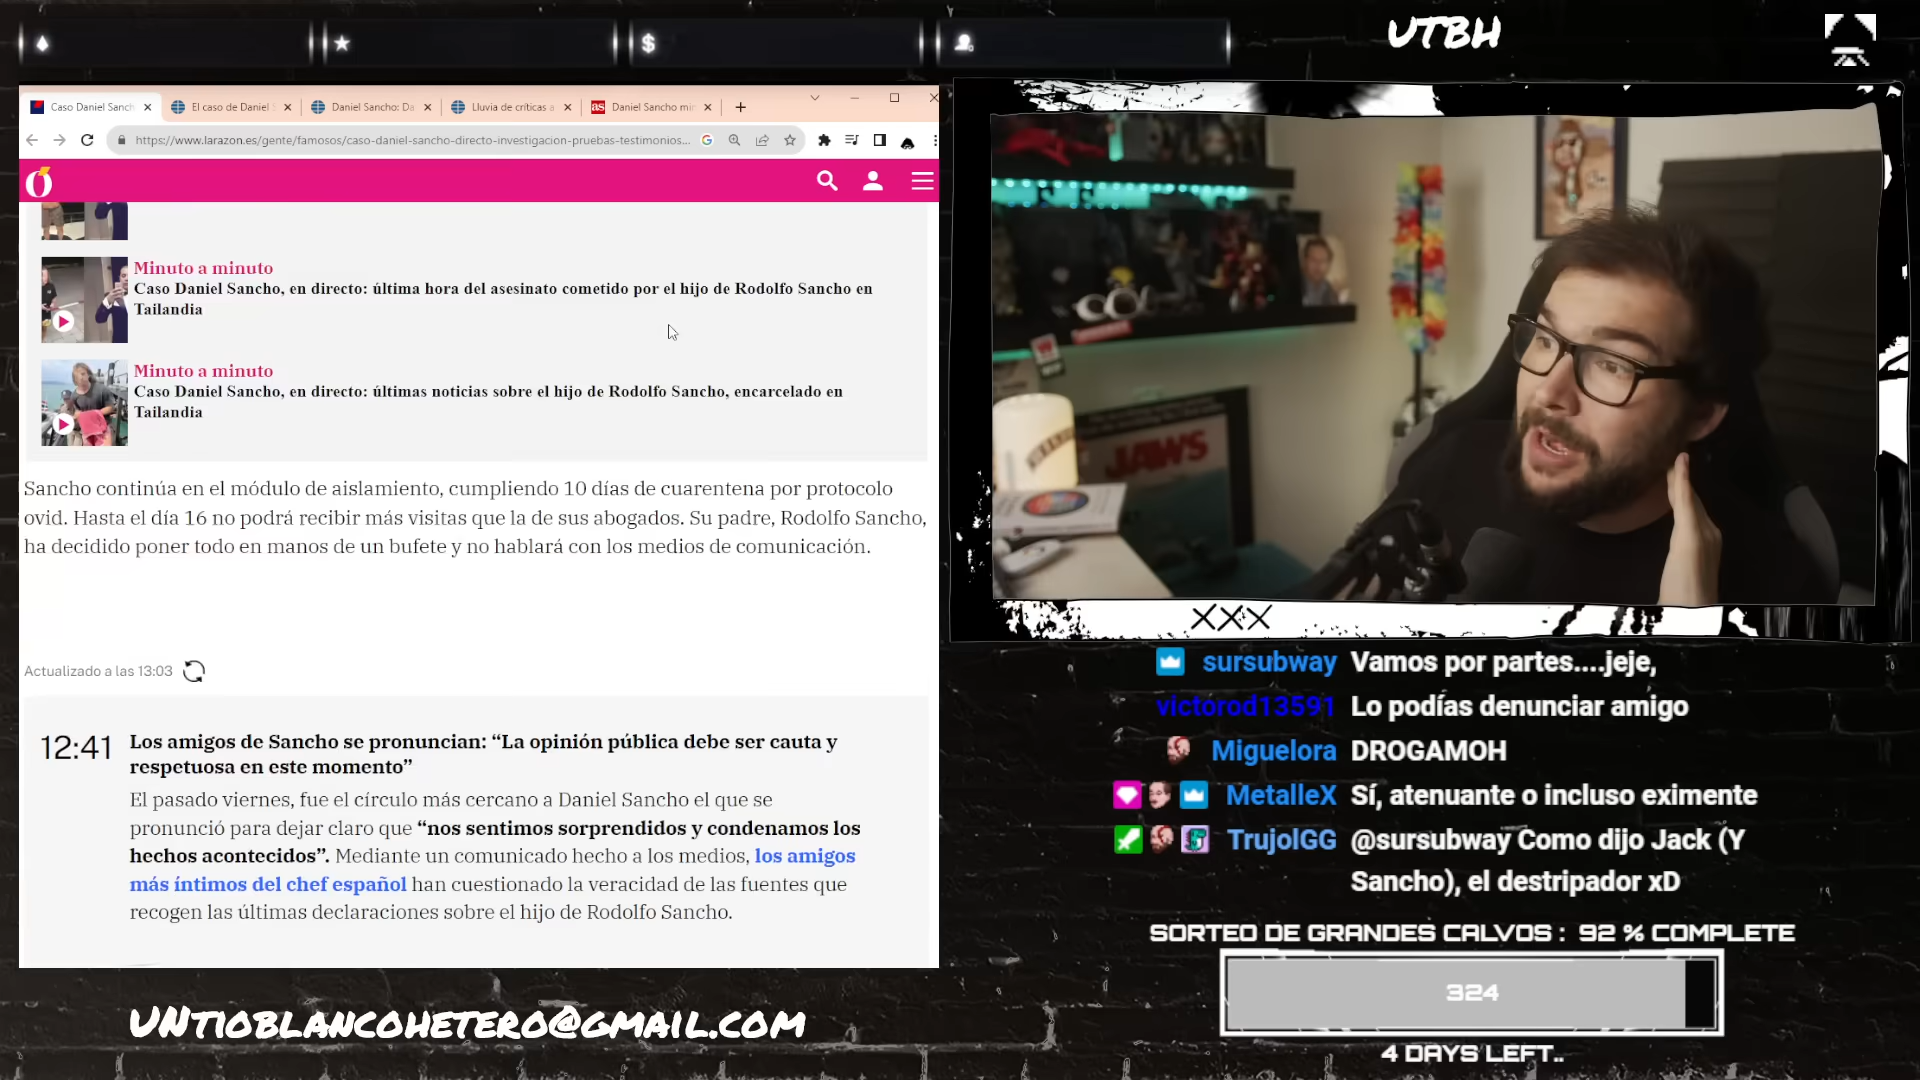 UTBH
Caso Daniel Sanch
El caso de Daniel
Daniel Sancho: Da
Lluvia de críticas a
as
Daniel Sancho mi
https://www.larazon.es/gente/famosos/caso-daniel-sancho-directo-investigacion-pruebas-testimonios...
Minuto a minuto
Caso Daniel Sancho, en directo: última hora del asesinato cometido por el hijo de Rodolfo Sancho en
Tailandia
Minuto a minuto
Caso Daniel Sancho, en directo: últimas noticias sobre el hijo de Rodolfo Sancho, encarcelado en
Tailandia
Sancho continúa en el módulo de aislamiento, cumpliendo 10 días de cuarentena por protocolo
ovid. Hasta el día 16 no podrá recibir más visitas que la de sus abogados. Su padre, Rodolfo Sancho,
ha decidido poner todo en manos de un bufete y no hablará con los medios de comunicación.
Actualizado a las 13:03
12:41
Los amigos de Sancho se pronuncian: “La opinión pública debe ser cauta y
respetuosa en este momento”
El pasado viernes, fue el círculo más cercano a Daniel Sancho el que se
pronunció para dejar claro que “nos sentimos sorprendidos y condenamos los
hechos acontecidos”. Mediante un comunicado hecho a los medios, los amigos
más íntimos del chef español han cuestionado la veracidad de las fuentes que
recogen las últimas declaraciones sobre el hijo de Rodolfo Sancho.
UNTIOBLANCOHETERO@GMAIL.COM
JAWS
XXX
sursubway Vamos por partes....jeje,
victorod13591 Lo podías denunciar amigo
Miguelora DROGAMOH
MetalleX Sí, atenuante o incluso eximente
TrujolGG @sursubway Como dijo Jack (Y
Sancho), el destripador xD
SORTEO DE GRANDES CALVOS : 92 % COMPLETE
324
4 DAYS LEFT..